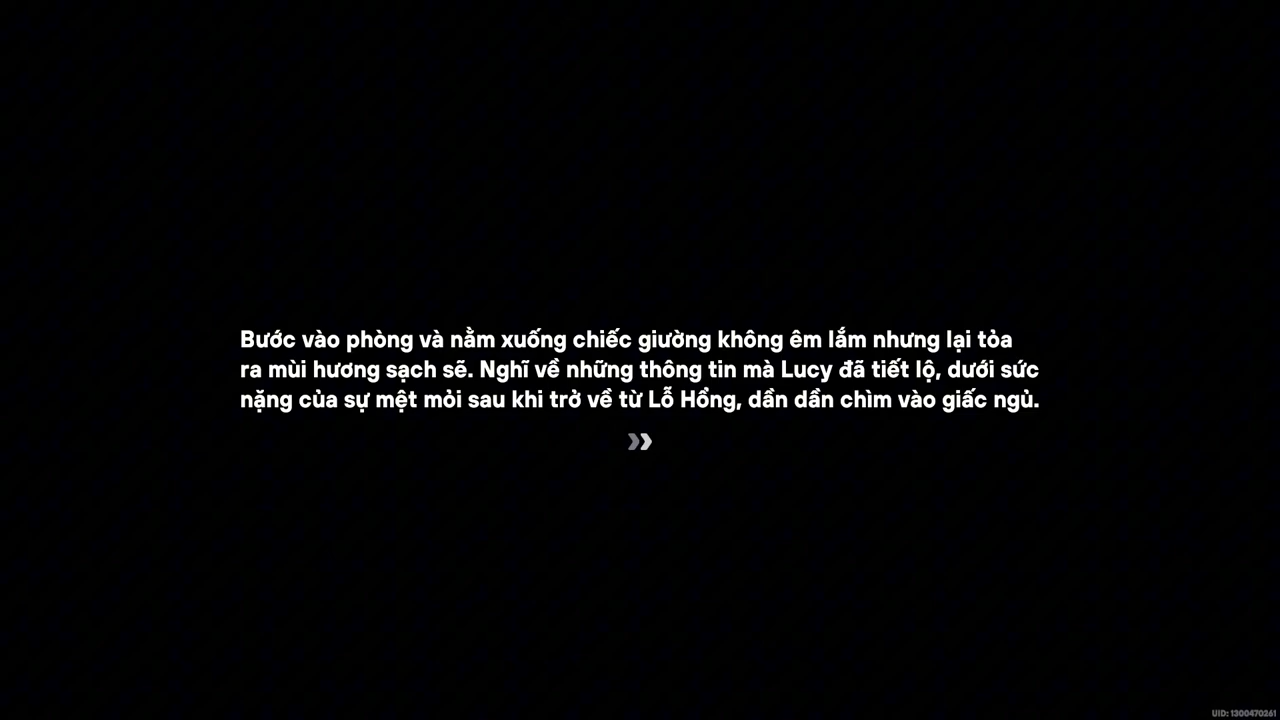 Bước vào phòng và nằm xuống chiếc giường không êm lắm nhưng lại tỏa
ra mùi hương sạch sẽ. Nghĩ về những thông tin mà Lucy đã tiết lộ, dưới sức
nặng của sự mệt mỏi sau khi trở về từ Lỗ Hổng, dần dần chìm vào giấc ngủ.
UID: 1300470261